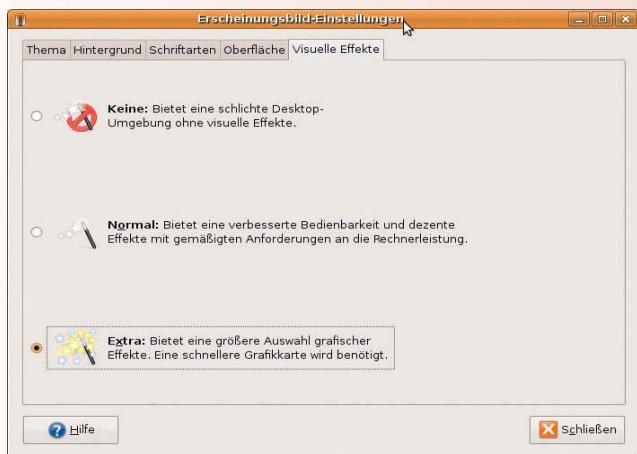 Erscheinungsbild-Einstellungen
Thema Hintergrund Schriftarten Oberfläche Visuelle Effekte
Keine: Bietet eine schlichte Desktop-
Umgebung ohne visuelle Effekte.
Normal: Bietet eine verbesserte Bedienbarkeit und dezente
Effekte mit gemäßigten Anforderungen an die Rechnerleistung.
Extra: Bietet eine größere Auswahl grafischer
Effekte. Eine schnellere Grafikkarte wird benötigt.
Hilfe Schließen